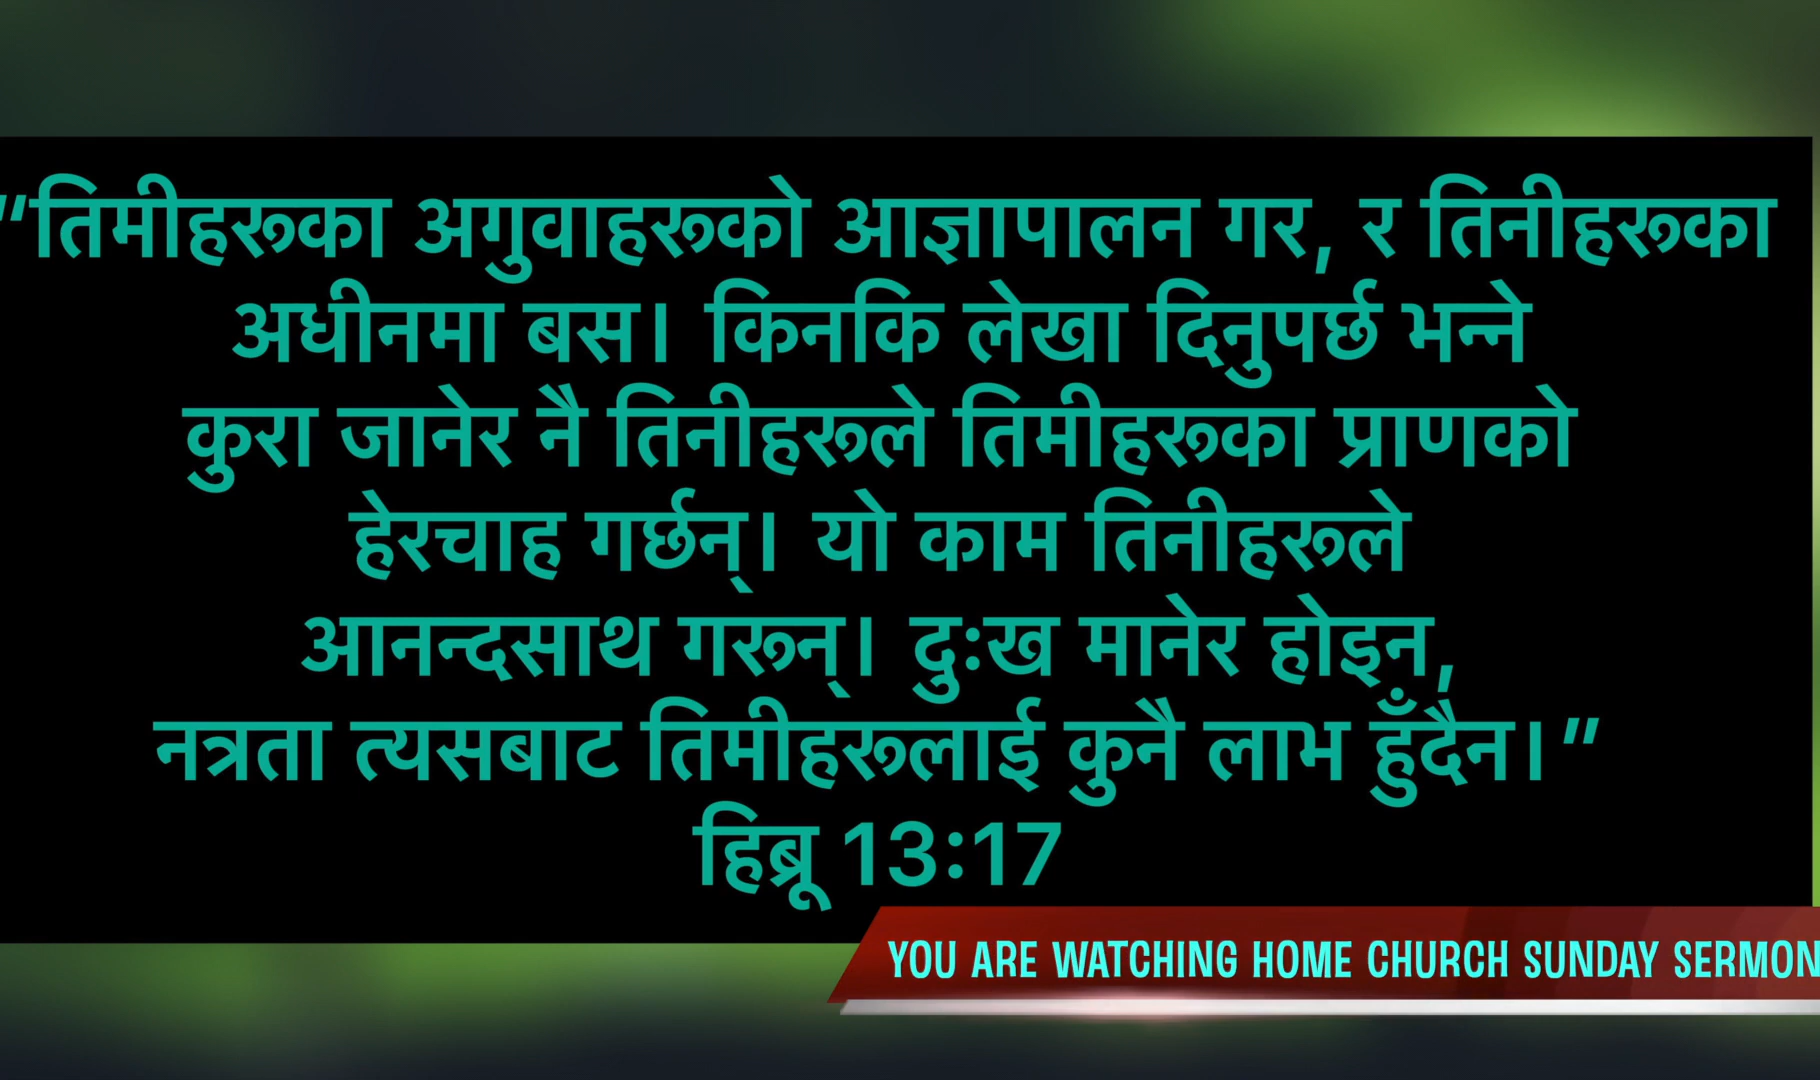 "तिमीहरूका अगुवाहरूको आज्ञापालन गर, र तिनीहरूका
अधीनमा बस। किनकि लेखा दिनुपर्छ भन्ने
कुरा जानेर नै तिनीहरूले तिमीहरूका प्राणको
हेरचाह गर्छन्। यो काम तिनीहरूले
आनन्दसाथ गरून्। दुःख मानेर होइन,
नत्रता त्यसबाट तिमीहरूलाई कुनै लाभ हुँदैन।"
हिब्रू 13:17
YOU ARE WATCHING HOME CHURCH SUNDAY SERMON